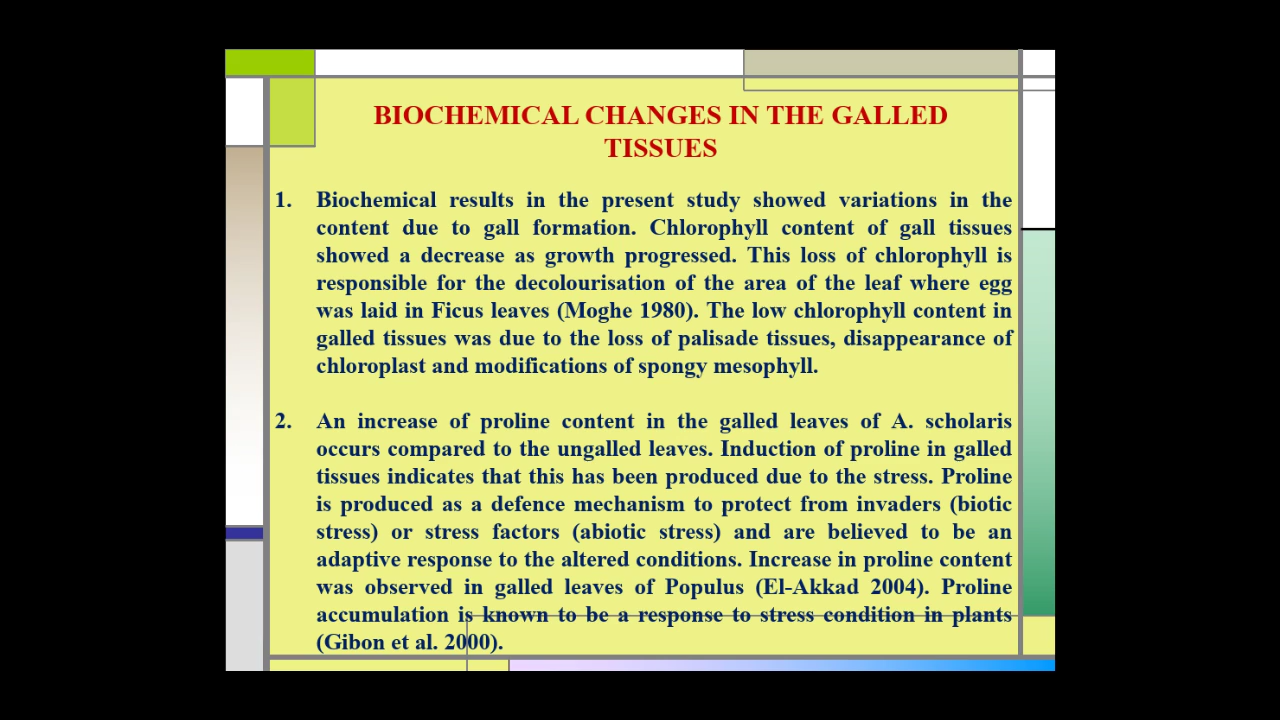 BIOCHEMICAL CHANGES IN THE GALLED
TISSUES
1. Biochemical results in the present study showed variations in the
content due to gall formation. Chlorophyll content of gall tissues
showed a decrease as growth progressed. This loss of chlorophyll is
responsible for the decolourisation of the area of the leaf where egg
was laid in Ficus leaves (Moghe 1980). The low chlorophyll content in
galled tissues was due to the loss of palisade tissues, disappearance of
chloroplast and modifications of spongy mesophyll.
2. An increase of proline content in the galled leaves of A. scholaris
occurs compared to the ungalled leaves. Induction of proline in galled
tissues indicates that this has been produced due to the stress. Proline
is produced as a defence mechanism to protect from invaders (biotic
stress) or stress factors (abiotic stress) and are believed to be an
adaptive response to the altered conditions. Increase in proline content
was observed in galled leaves of Populus (El-Akkad 2004). Proline
accumulation is known to be a response to stress condition in plants
(Gibon et al. 2000).